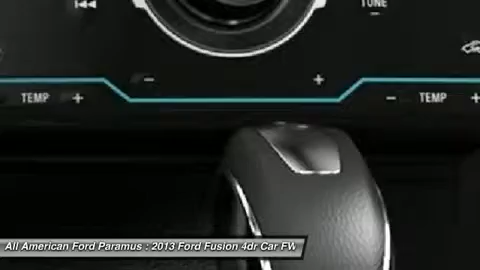 TUNE
TEMP + − + − TEMP +
All American Ford Paramus : 2013 Ford Fusion 4dr Car FW